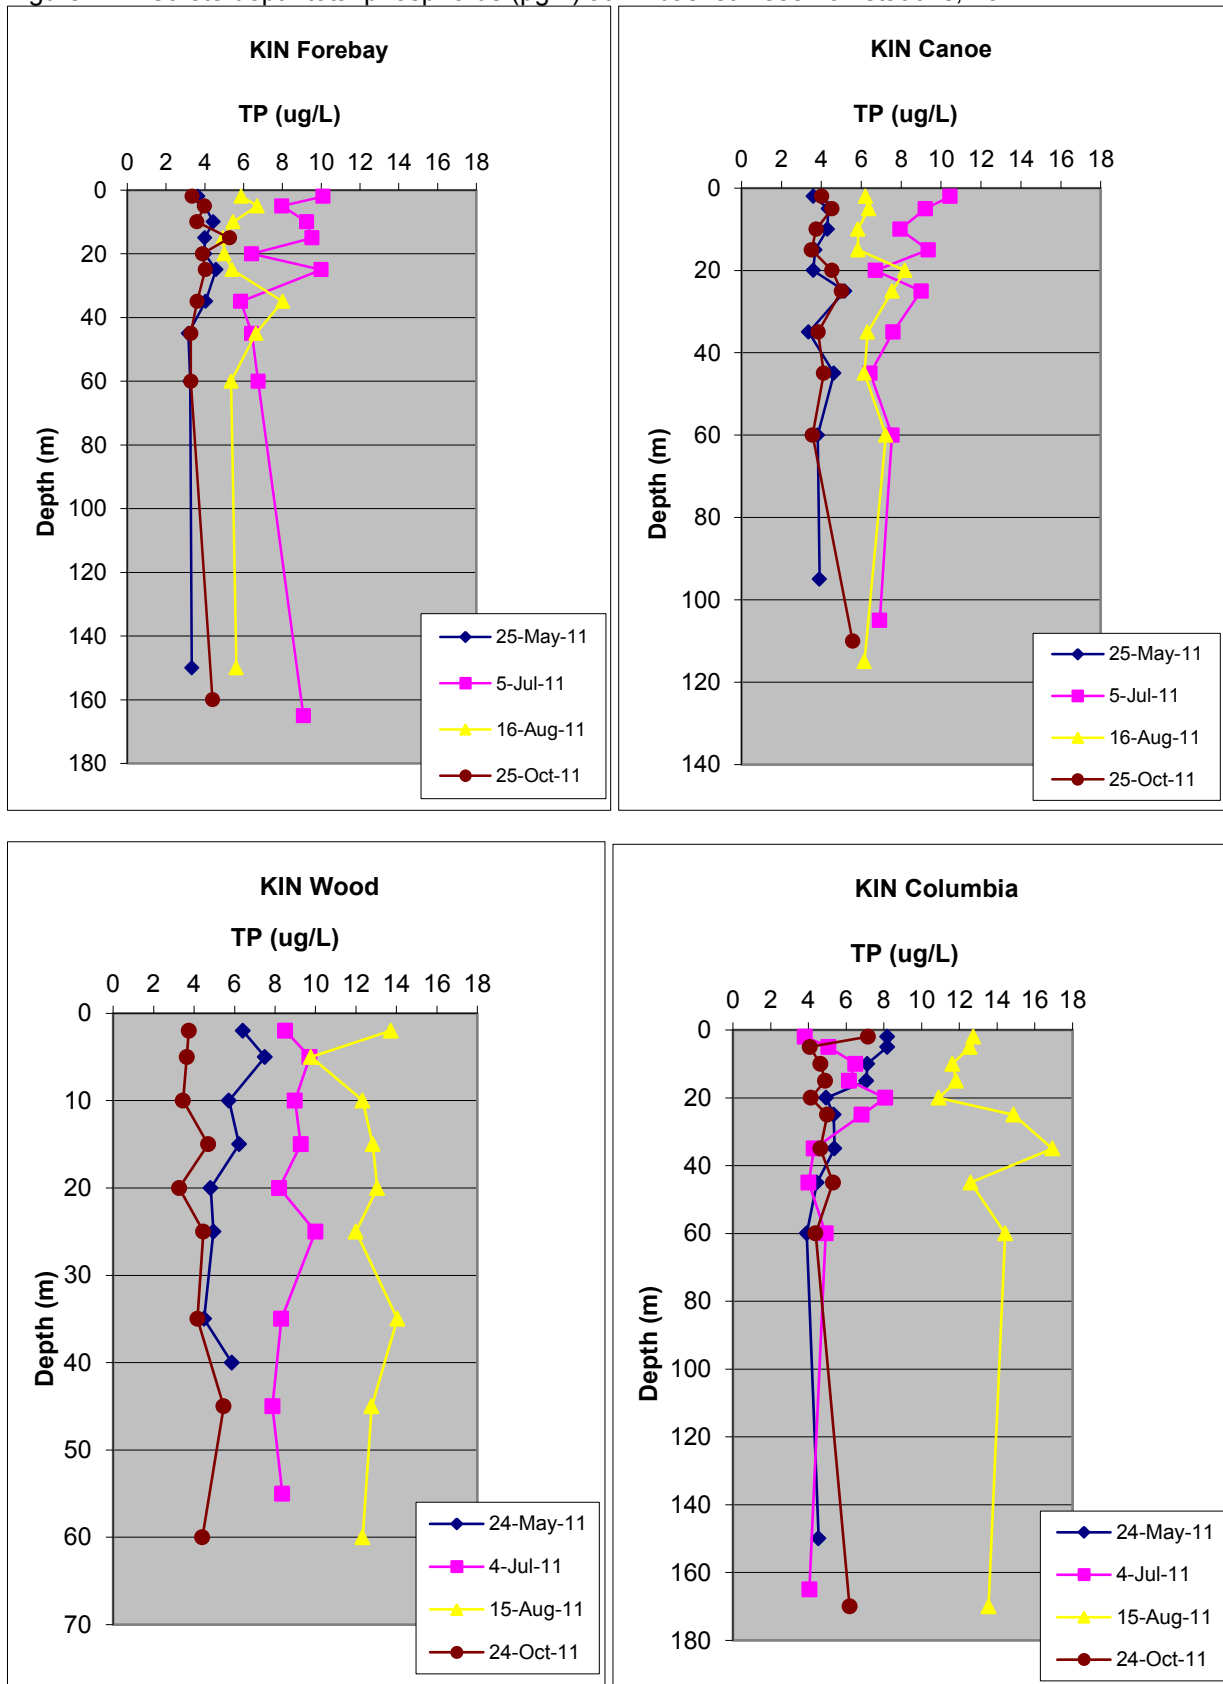 KIN Forebay
TP (ug/L)
0 2 4 6 8 10 12 14 16 18
0
20
40
60
80
100
120
140
160
180
Depth (m)
25-May-11
5-Jul-11
16-Aug-11
25-Oct-11
KIN Canoe
TP (ug/L)
0 2 4 6 8 10 12 14 16 18
0
20
40
60
80
100
120
140
Depth (m)
25-May-11
5-Jul-11
16-Aug-11
25-Oct-11
KIN Wood
TP (ug/L)
0 2 4 6 8 10 12 14 16 18
0
10
20
30
40
50
60
70
Depth (m)
24-May-11
4-Jul-11
15-Aug-11
24-Oct-11
KIN Columbia
TP (ug/L)
0 2 4 6 8 10 12 14 16 18
0
20
40
60
80
100
120
140
160
180
Depth (m)
24-May-11
4-Jul-11
15-Aug-11
24-Oct-11